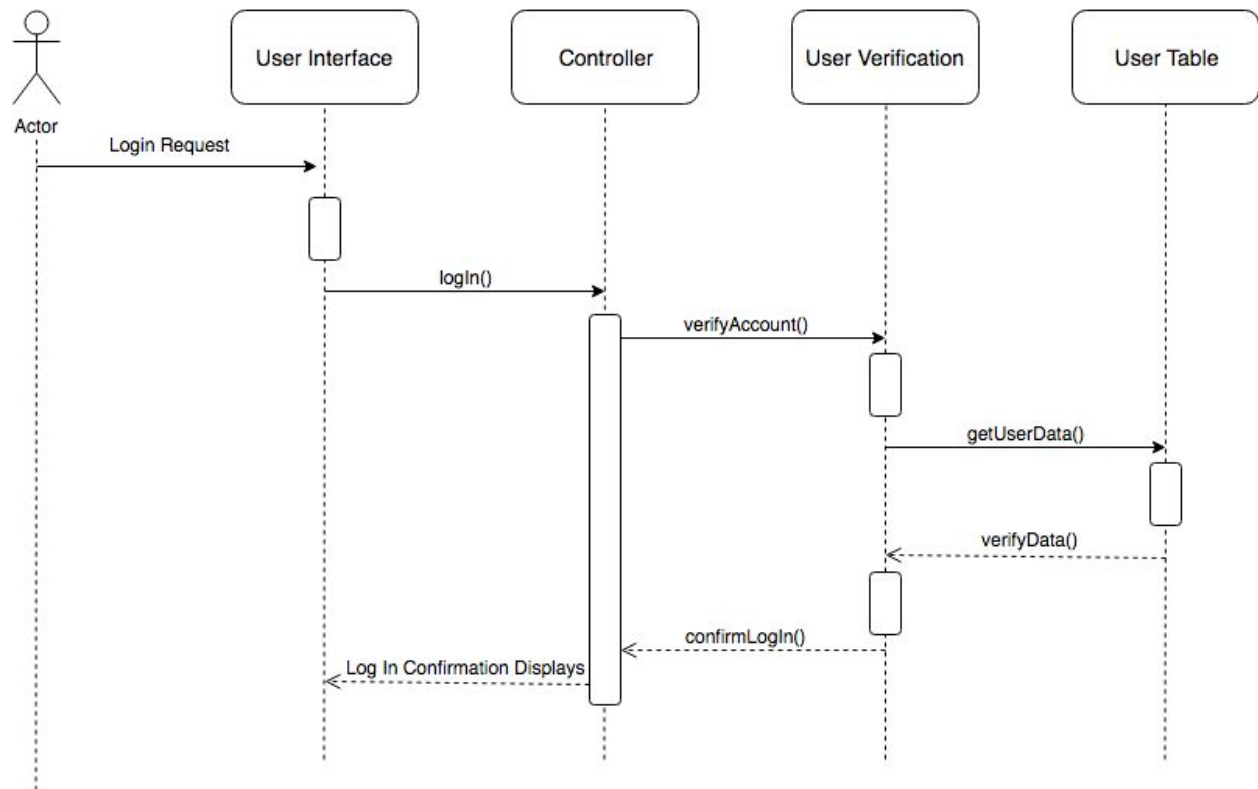 User Interface
Controller
User Verification
User Table
Actor
Login Request
logIn()
verifyAccount()
getUserData()
verifyData()
confirmLogIn()
Log In Confirmation Displays